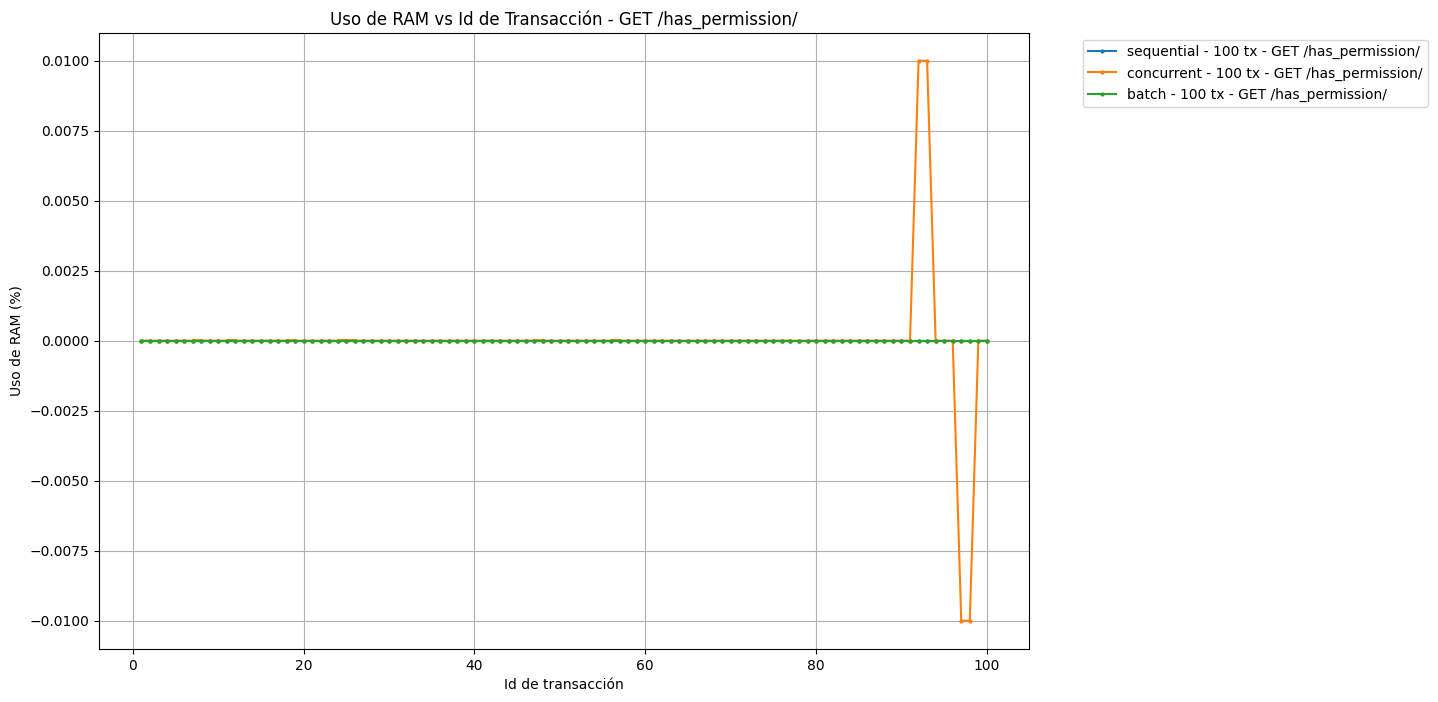 Uso de RAM vs Id de Transacción - GET /has_permission/
sequential - 100 tx - GET /has_permission/
concurrent - 100 tx - GET /has_permission/
batch - 100 tx - GET /has_permission/
Uso de RAM (%)
0.0100
0.0075
0.0050
0.0025
0.0000
−0.0025
−0.0050
−0.0075
−0.0100
0 20 40 60 80 100
Id de transacción